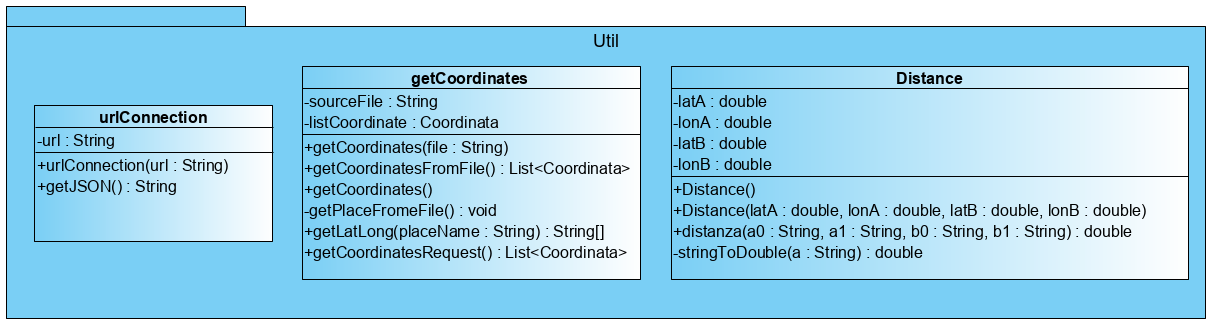 Util
urlConnection
-url : String
+urlConnection(url : String)
+getJSON() : String
getCoordinates
-sourceFile : String
-listCoordinate : Coordinata
+getCoordinates(file : String)
+getCoordinatesFromFile() : List<Coordinata>
+getCoordinates()
-getPlaceFromeFile() : void
+getLatLong(placeName : String) : String[]
+getCoordinatesRequest() : List<Coordinata>
Distance
-latA : double
-lonA : double
-latB : double
-lonB : double
+Distance()
+Distance(latA : double, lonA : double, latB : double, lonB : double)
+distanza(a0 : String, a1 : String, b0 : String, b1 : String) : double
-stringToDouble(a : String) : double